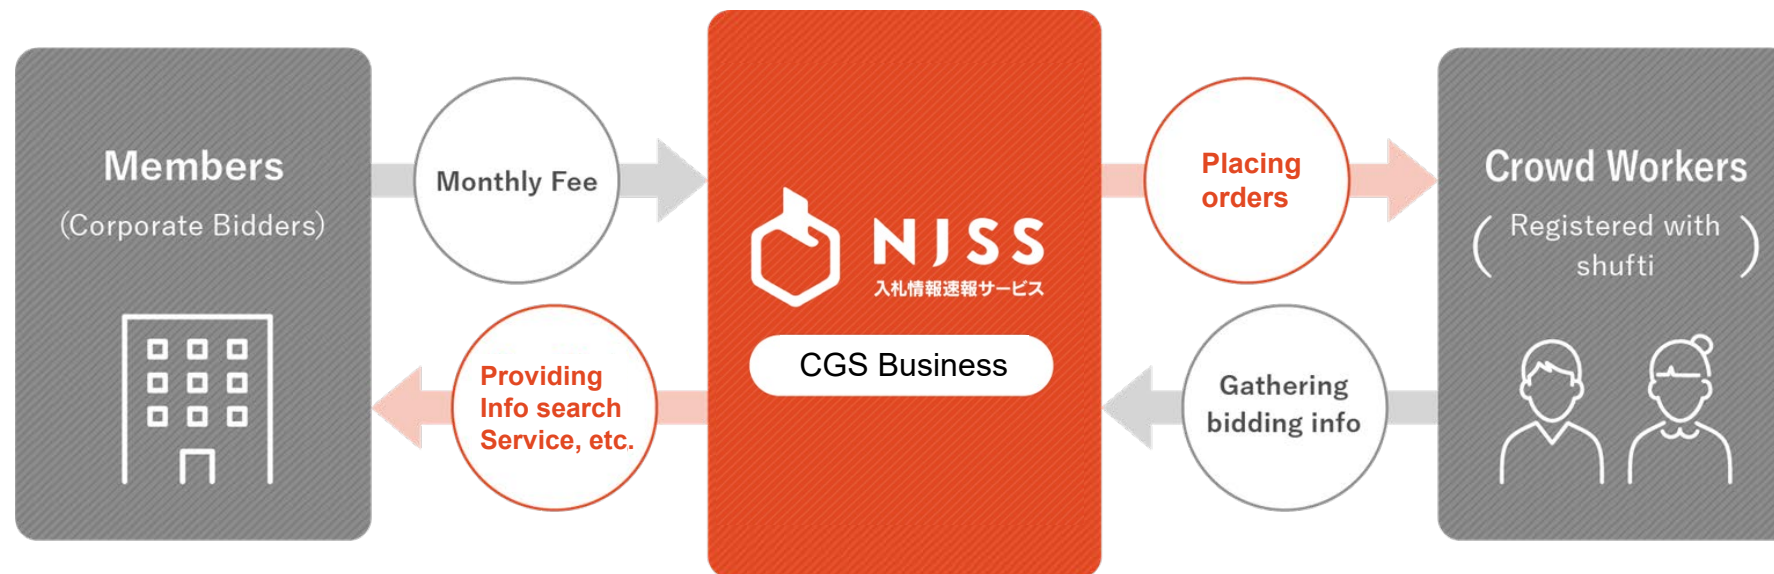 Members
(Corporate Bidders)
Monthly Fee
Providing
Info search
Service, etc.
NJSS
入札情報速報サービス
CGS Business
Placing
orders
Gathering
bidding info
Crowd Workers
(Registered with
shufti)